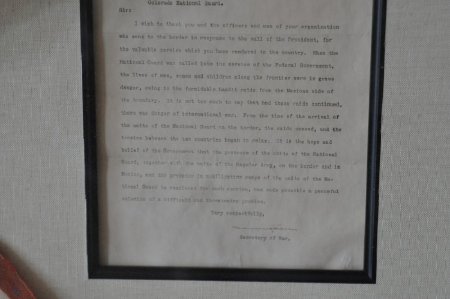 Colorado National Guard.
Sir:
I wish to thank you and the officers and men of your organization
who went to the border in response to the call of the President, for
the valuable service which you have rendered to the country. When the
National Guard was called into the service of the Federal Government,
the lives of men, women and children along the frontier were in grave
danger, owing to the formidable bandit raids from the Mexican side of
the boundary. It is not too much to say that had these raids continued,
there was danger of international war. From the time of the arrival of
the units of the National Guard on the border, the raids ceased, and the
tension between the two countries began to relax. It is the hope and
belief of the Government that the presence of the units of the National
Guard, together with the units of the Regular Army, on the border and in
Mexico, and the presence in mobilization camps of the units of the Na-
tional Guard in readiness for such service, has made possible a peaceful
solution of a difficult and threatening problem.
Very respectfully,
Secretary of War.